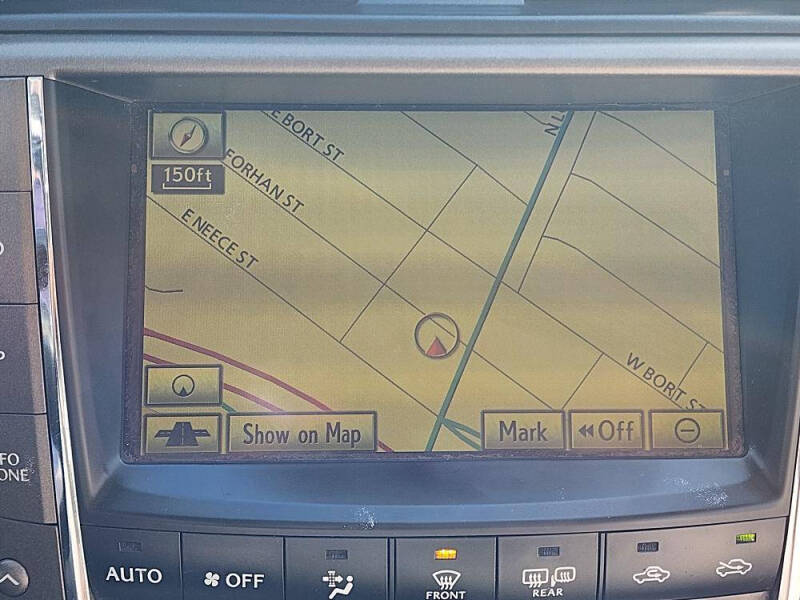 E BORT ST
N L
150ft
FORHAN ST
E NEECE ST
W BORT ST
Show on Map
Mark
Off
FO
ONE
AUTO
OFF
FRONT
REAR